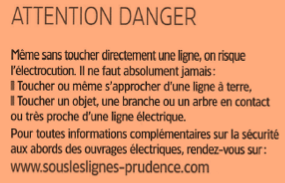 ATTENTION DANGER
Même sans toucher directement une ligne, on risque
l'électrocution. Il ne faut absolument jamais :
|| Toucher ou même s'approcher d'une ligne à terre,
|| Toucher un objet, une branche ou un arbre en contact
ou très proche d'une ligne électrique.
Pour toutes informations complémentaires sur la sécurité
aux abords des ouvrages électriques, rendez-vous sur :
www.sousleslignes-prudence.com